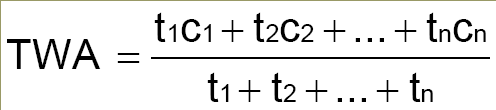 TWA = t₁c₁ + t₂c₂ + ... + tₙcₙ
t₁ + t₂ + ... + tₙ